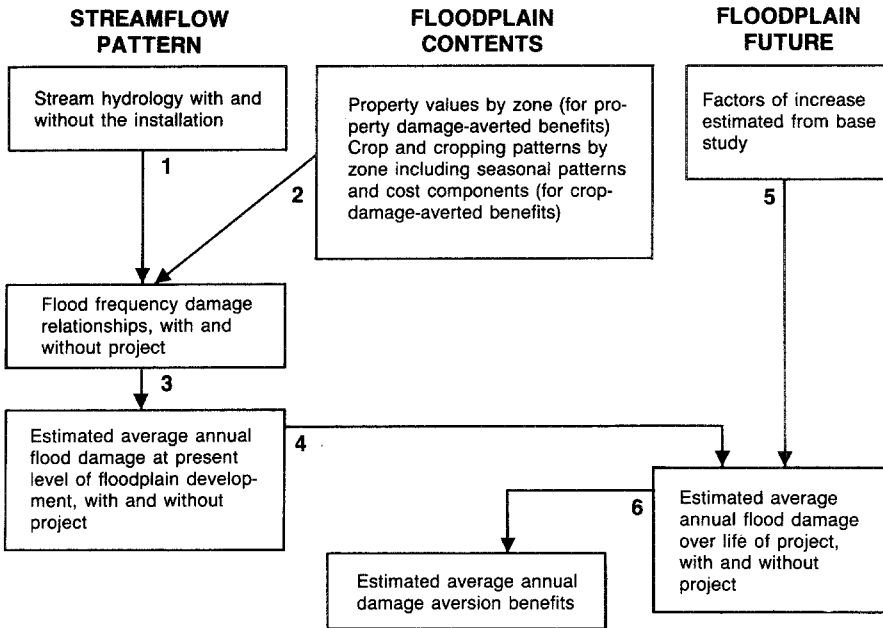 STREAMFLOW
PATTERN
FLOODPLAIN
CONTENTS
FLOODPLAIN
FUTURE
Stream hydrology with and
without the installation
Property values by zone (for pro-
perty damage-averted benefits)
Crop and cropping patterns by
zone including seasonal patterns
and cost components (for crop-
damage-averted benefits)
Factors of increase
estimated from base
study
1
2
5
Flood frequency damage
relationships, with and
without project
3
Estimated average annual
flood damage at present
level of floodplain develop-
ment, with and without
project
4
Estimated average
annual flood damage
over life of project,
with and without
project
6
Estimated average annual
damage aversion benefits